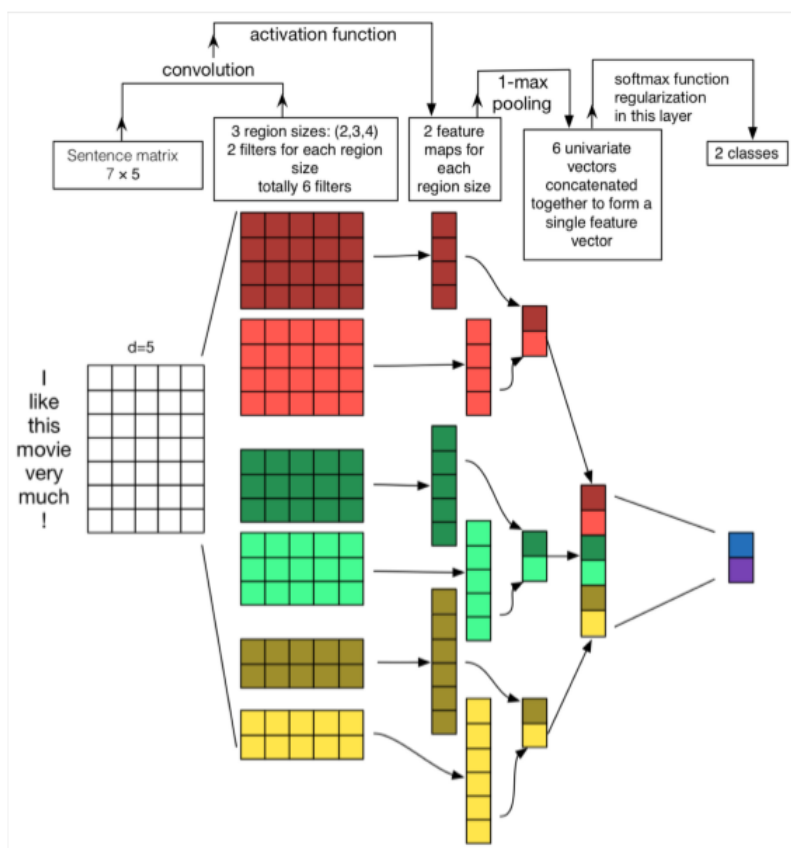 activation function
convolution
1-max
pooling
softmax function
regularization
in this layer
Sentence matrix
7 × 5
3 region sizes: (2,3,4)
2 filters for each region
size
totally 6 filters
2 feature
maps for
each
region size
6 univariate
vectors
concatenated
together to form a
single feature
vector
2 classes
d=5
I
like
this
movie
very
much
!